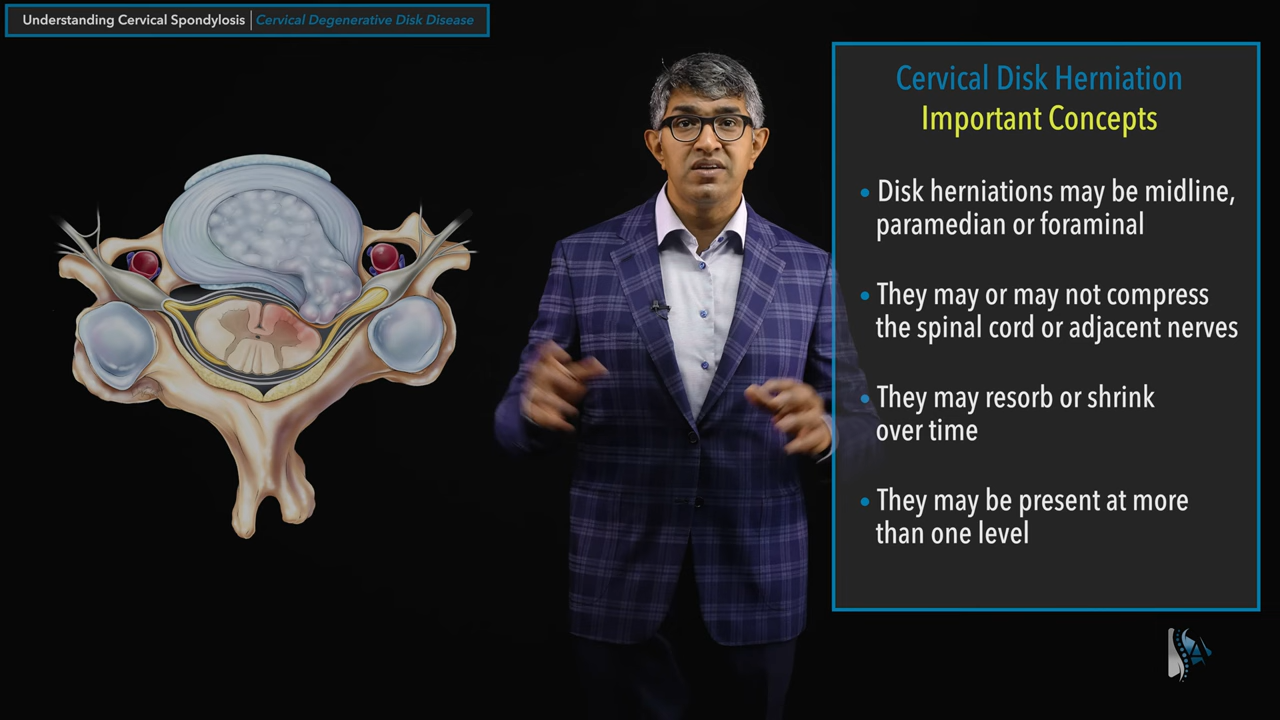 Understanding Cervical Spondylosis | Cervical Degenerative Disk Disease
Cervical Disk Herniation
Important Concepts
• Disk herniations may be midline,
paramedian or foraminal
• They may or may not compress
the spinal cord or adjacent nerves
• They may resorb or shrink
over time
• They may be present at more
than one level